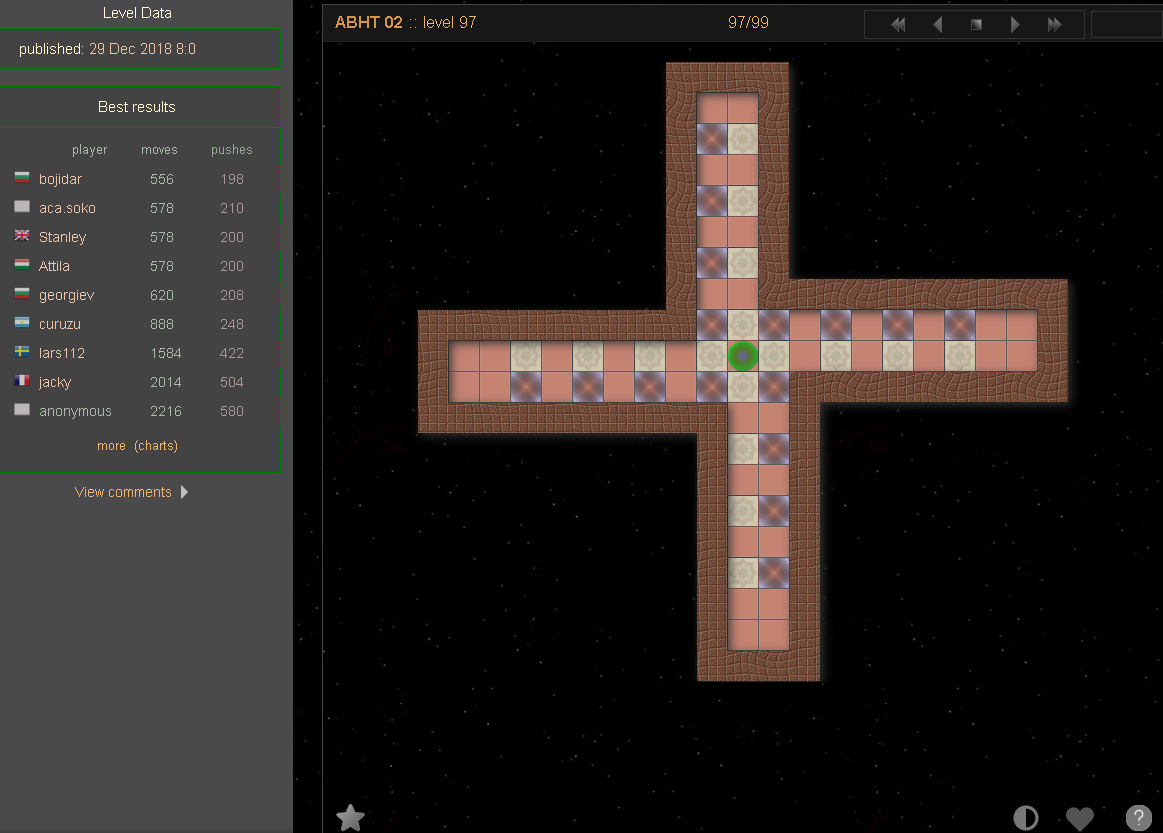 Level Data
published: 29 Dec 2018 8:0
Best results
player moves pushes
bojidar 556 198
aca.soko 578 210
Stanley 578 200
Attila 578 200
georgiev 620 208
curuzu 888 248
lars112 1584 422
jacky 2014 504
anonymous 2216 580
more (charts)
View comments
ABHT 02 :: level 97 97/99
?